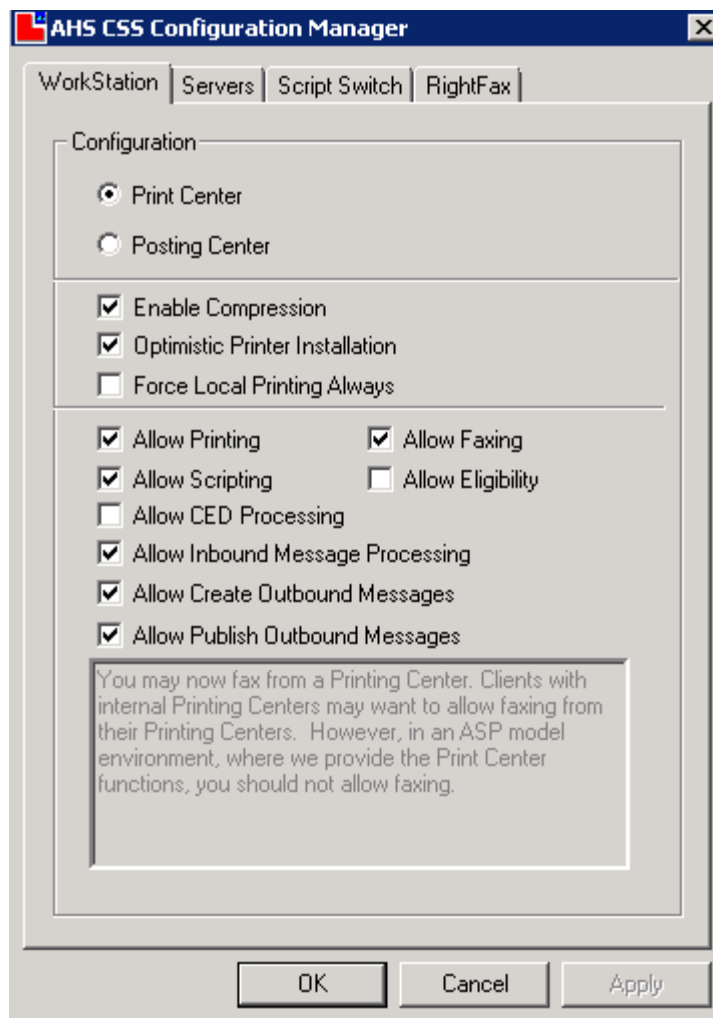 AHS CSS Configuration Manager
WorkStation Servers Script Switch RightFax
Configuration
Print Center
Posting Center
Enable Compression
Optimistic Printer Installation
Force Local Printing Always
Allow Printing Allow Faxing
Allow Scripting Allow Eligibility
Allow CED Processing
Allow Inbound Message Processing
Allow Create Outbound Messages
Allow Publish Outbound Messages
You may now fax from a Printing Center. Clients with
internal Printing Centers may want to allow faxing from
their Printing Centers.  However, in an ASP model
environment, where we provide the Print Center
functions, you should not allow faxing.
OK Cancel Apply